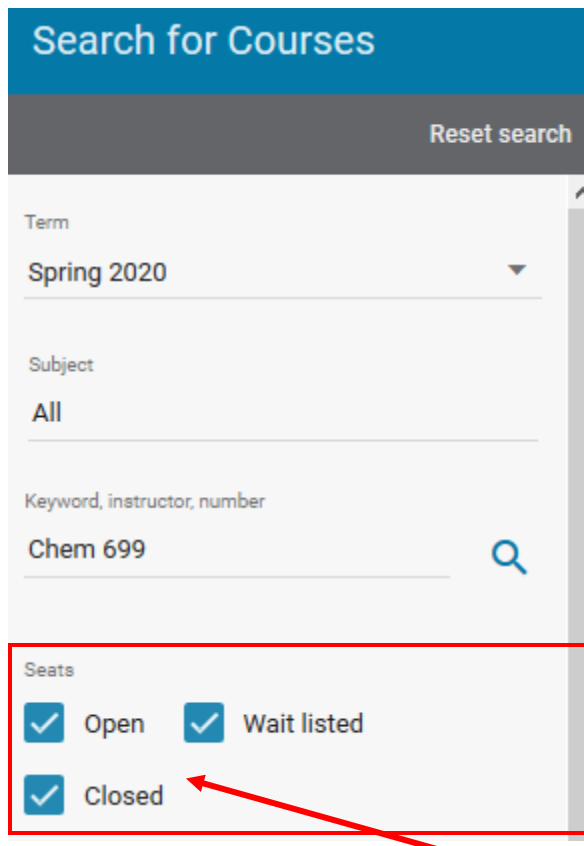 Search for Courses
Reset search
Term
Spring 2020
Subject
All
Keyword, instructor, number
Chem 699
Seats
Open Wait listed
Closed